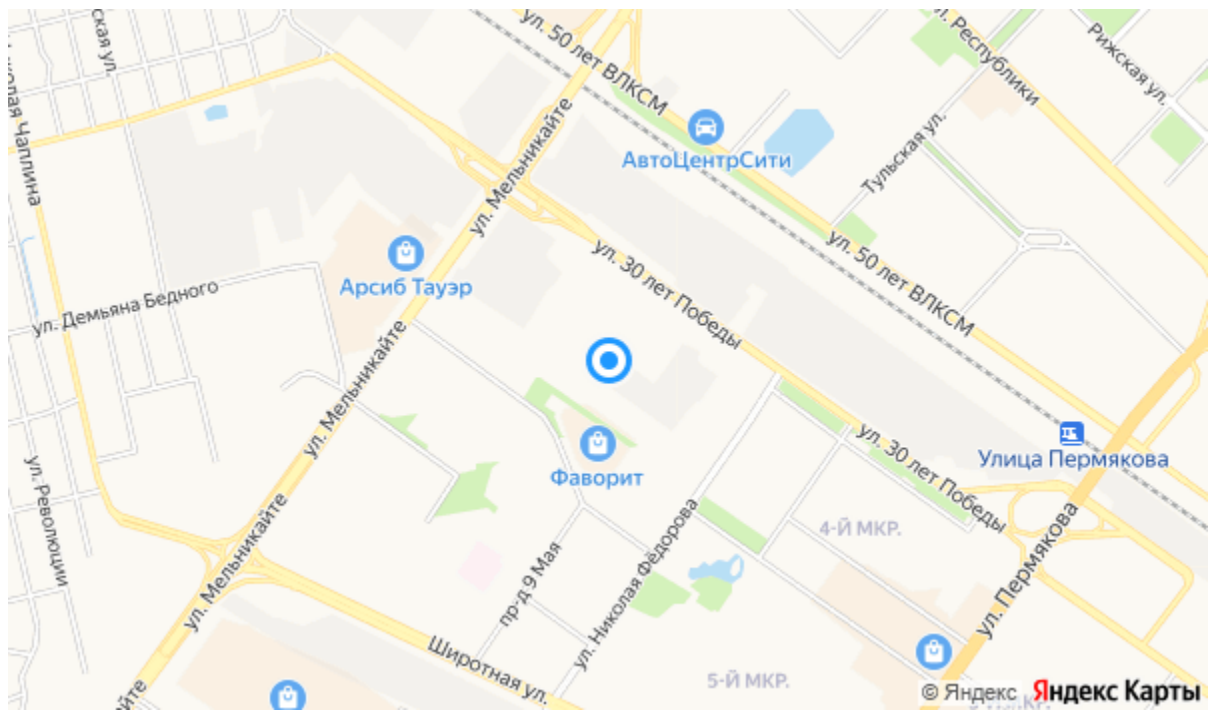 ул. 50 лет ВЛКСМ
ул. Республики
Рижская ул.
ская ул.
олая Чаплина
ул. Мельникайте
АвтоЦентрСити
Тульская ул.
ул. 30 лет Победы
ул. 50 лет ВЛКСМ
Арсиб Тауэр
ул. Демьяна Бедного
ул. Мельникайте
Улица Пермякова
ул. 30 лет Победы
Фаворит
ул. Революции
ул. Мельникайте
4-Й МКР.
ул. Пермякова
пр-д 9 Мая
ул. Николая Фёдорова
Широтная ул.
5-Й МКР.
йте
© Яндекс Яндекс Карты